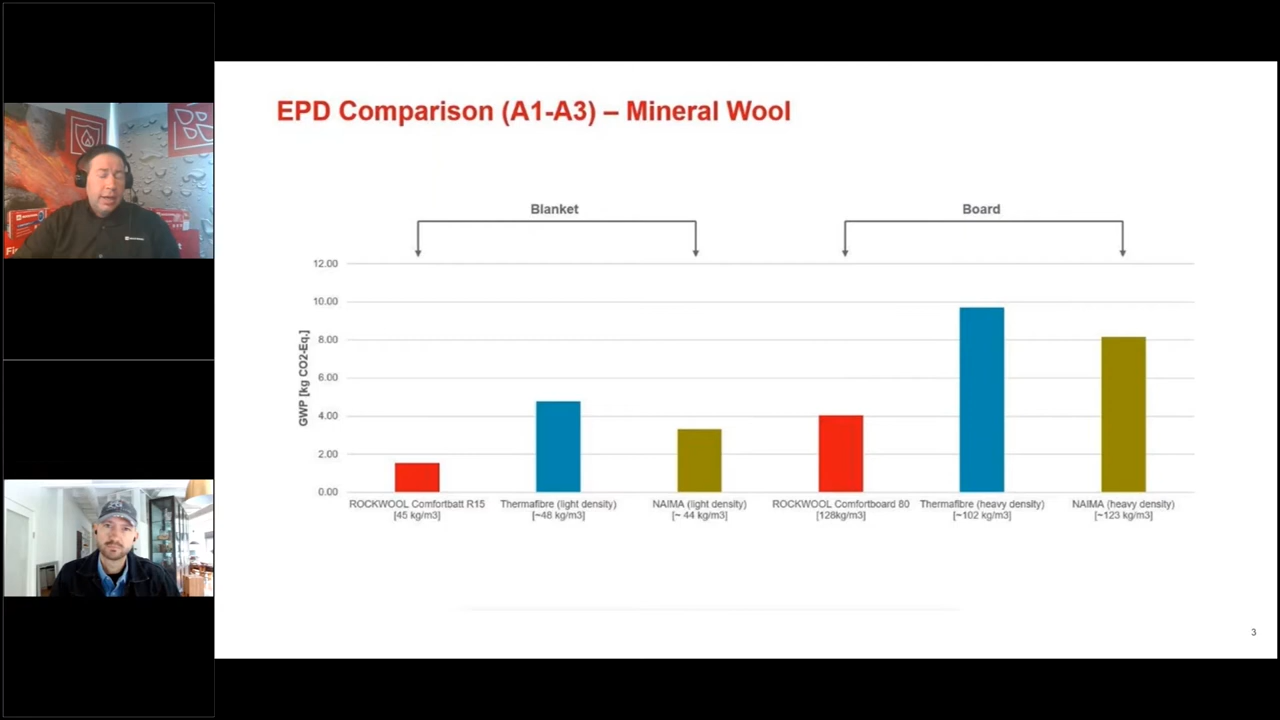 EPD Comparison (A1-A3) – Mineral Wool
Blanket
Board
12.00
10.00
8.00
6.00
4.00
2.00
0.00
GWP [kg CO2-Eq.]
ROCKWOOL Comfortbatt R15
[45 kg/m3]
Thermafibre (light density)
[~48 kg/m3]
NAIMA (light density)
[~ 44 kg/m3]
ROCKWOOL Comfortboard 80
[128kg/m3]
Thermafibre (heavy density)
[~102 kg/m3]
NAIMA (heavy density)
[~123 kg/m3]
3